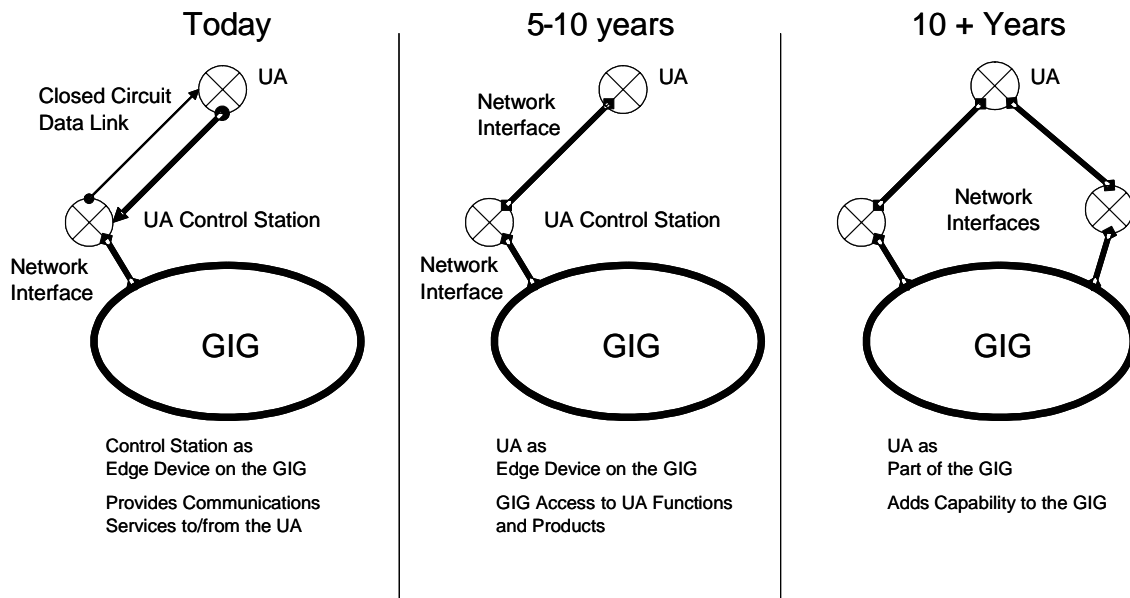 Today
UA
Closed Circuit
Data Link
UA Control Station
Network
Interface
GIG
Control Station as
Edge Device on the GIG
Provides Communications
Services to/from the UA
5-10 years
UA
Network
Interface
UA Control Station
Network
Interface
GIG
UA as
Edge Device on the GIG
GIG Access to UA Functions
and Products
10 + Years
UA
Network
Interfaces
GIG
UA as
Part of the GIG
Adds Capability to the GIG